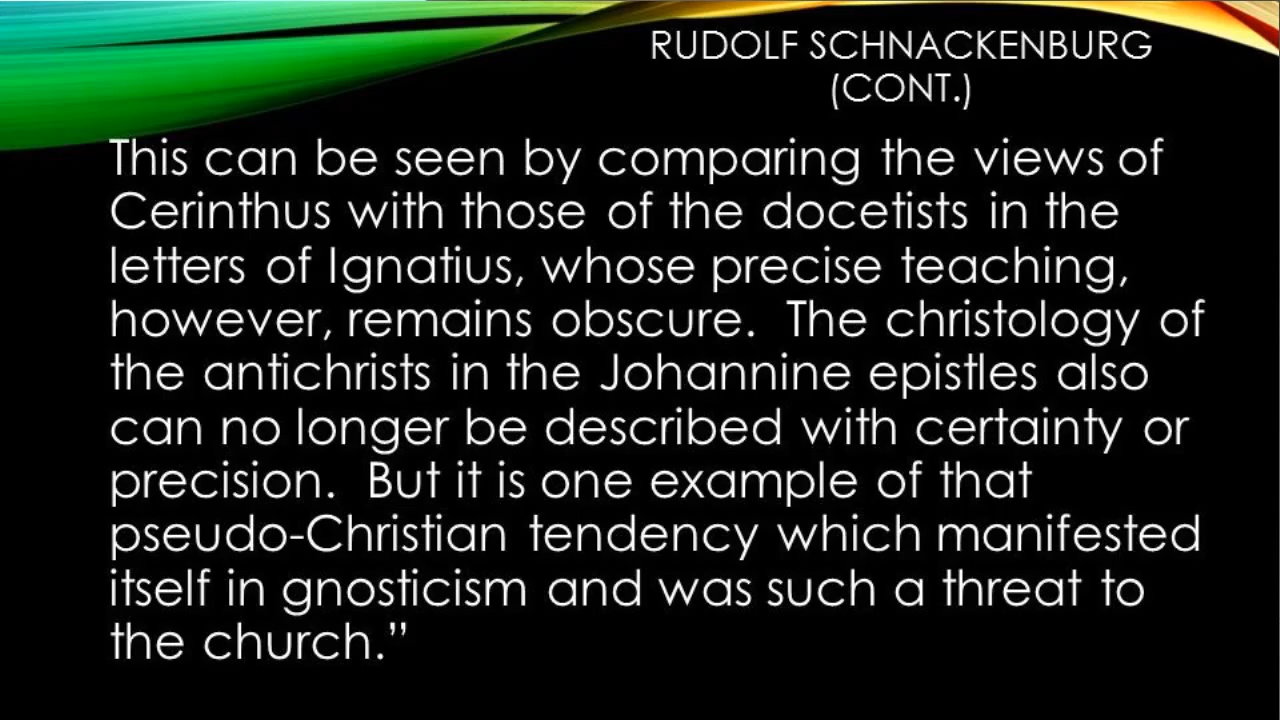 RUDOLF SCHNACKENBURG
(CONT.)
This can be seen by comparing the views of
Cerinthus with those of the docetists in the
letters of Ignatius, whose precise teaching,
however, remains obscure.  The christology of
the antichrists in the Johannine epistles also
can no longer be described with certainty or
precision.  But it is one example of that
pseudo-Christian tendency which manifested
itself in gnosticism and was such a threat to
the church.”